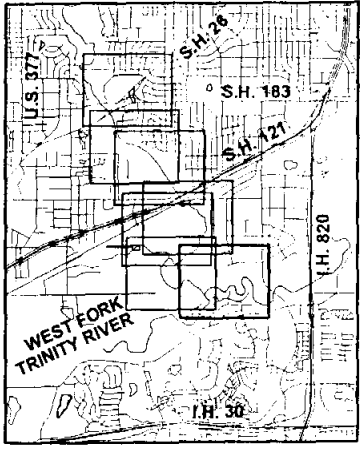 S.H. 26
U.S. 377
S.H. 183
S.H. 121
I.H. 820
WEST FORK
TRINITY RIVER
I.H. 30